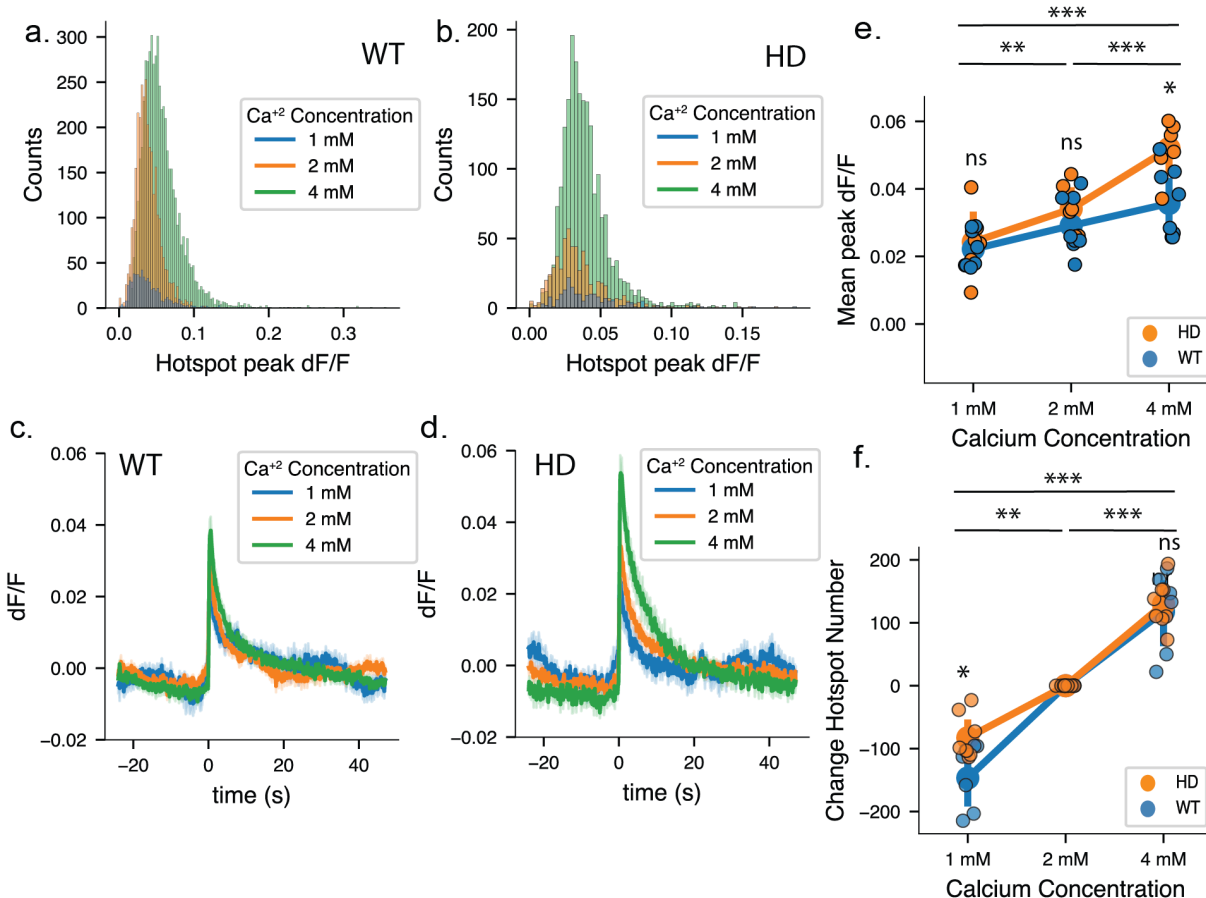 a.
WT
Counts
300
250
200
150
100
50
0
0.0
0.1
0.2
0.3
Hotspot peak dF/F
Ca⁺² Concentration
1 mM
2 mM
4 mM
b.
HD
Counts
200
150
100
50
0
0.00
0.05
0.10
0.15
Hotspot peak dF/F
Ca⁺² Concentration
1 mM
2 mM
4 mM
e.
***
** ***
*
ns
ns
Mean peak dF/F
0.06
0.04
0.02
0.00
HD
WT
1 mM
2 mM
4 mM
Calcium Concentration
c.
WT
dF/F
0.06
0.04
0.02
0.00
−0.02
−20
0
20
40
time (s)
Ca⁺² Concentration
1 mM
2 mM
4 mM
d.
HD
0.06
0.04
0.02
0.00
−0.02
−20
0
20
40
time (s)
Ca⁺² Concentration
1 mM
2 mM
4 mM
f.
***
** ***
ns
*
Change Hotspot Number
200
100
0
−100
−200
HD
WT
1 mM
2 mM
4 mM
Calcium Concentration